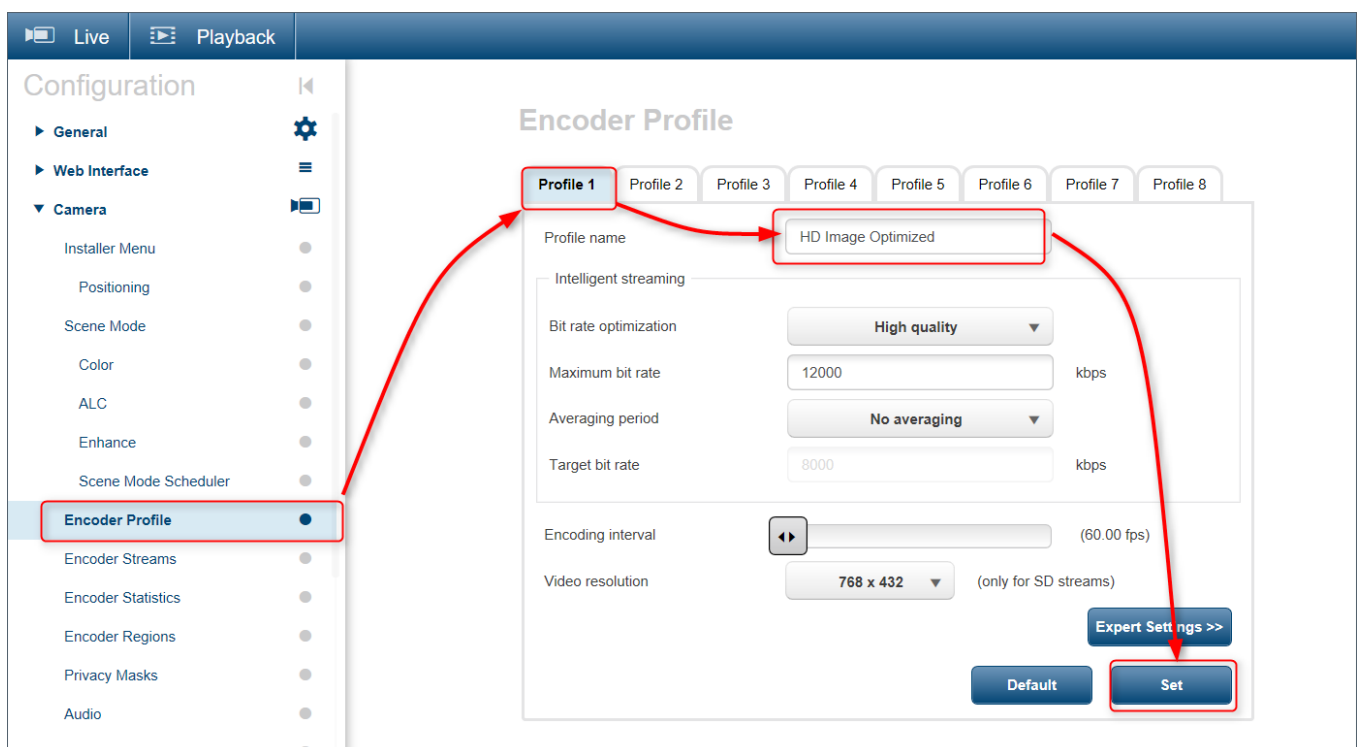 Live Playback
Configuration
General
Web Interface
Camera
Installer Menu
Positioning
Scene Mode
Color
ALC
Enhance
Scene Mode Scheduler
Encoder Profile
Encoder Streams
Encoder Statistics
Encoder Regions
Privacy Masks
Audio
Encoder Profile
Profile 1 Profile 2 Profile 3 Profile 4 Profile 5 Profile 6 Profile 7 Profile 8
Profile name HD Image Optimized
Intelligent streaming
Bit rate optimization High quality
Maximum bit rate 12000 kbps
Averaging period No averaging
Target bit rate 8000 kbps
Encoding interval (60.00 fps)
Video resolution 768 x 432 (only for SD streams)
Expert Settings >>
Default Set